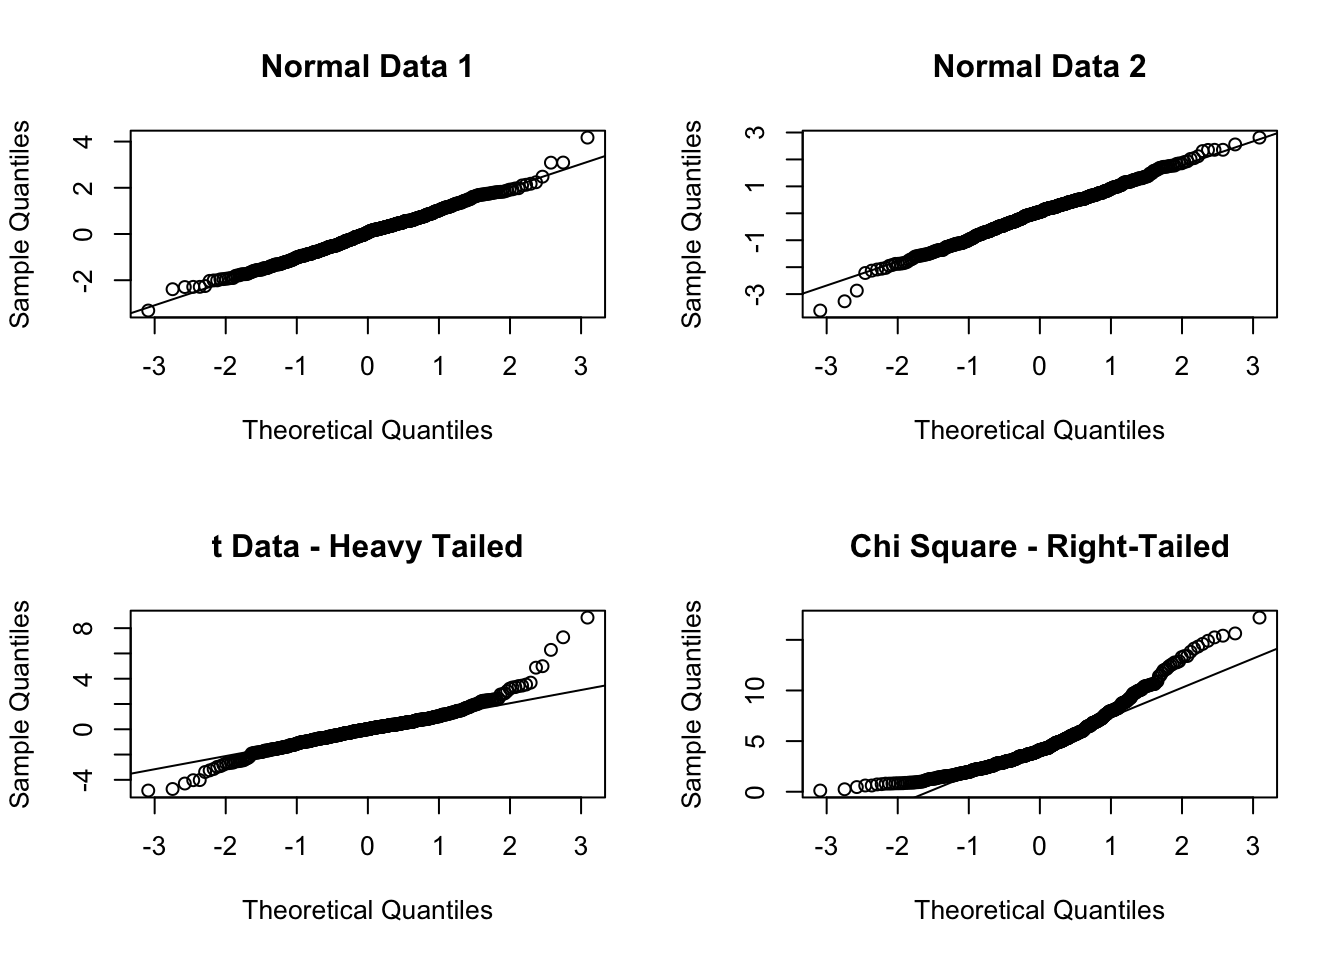 Normal Data 1
Sample Quantiles
4
2
0
-2
-3 -2 -1 0 1 2 3
Theoretical Quantiles
Normal Data 2
Sample Quantiles
3
1
-1
-3
-3 -2 -1 0 1 2 3
Theoretical Quantiles
t Data - Heavy Tailed
Sample Quantiles
8
4
0
-4
-3 -2 -1 0 1 2 3
Theoretical Quantiles
Chi Square - Right-Tailed
Sample Quantiles
10
5
0
-3 -2 -1 0 1 2 3
Theoretical Quantiles